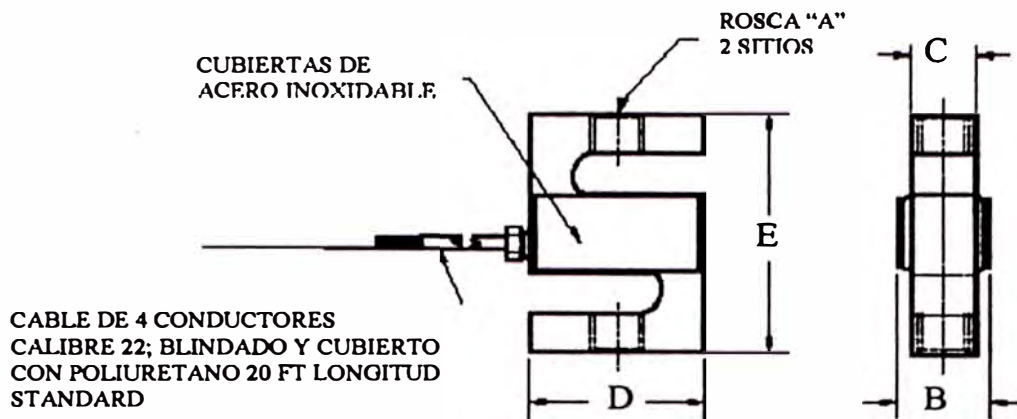 ROSCA “A”
2 SITIOS
C
CUBIERTAS DE
ACERO INOXIDABLE
E
CABLE DE 4 CONDUCTORES
CALIBRE 22; BLINDADO Y CUBIERTO
CON POLIURETANO 20 FT LONGITUD
STANDARD
D
B